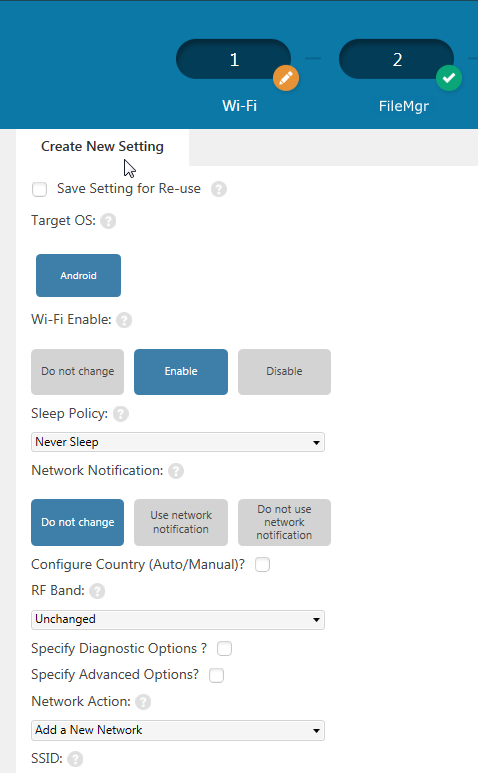 1
2
Wi-Fi
FileMgr
Create New Setting
Save Setting for Re-use ?
Target OS: ?
Android
Wi-Fi Enable: ?
Do not change
Enable
Disable
Sleep Policy: ?
Never Sleep
Network Notification: ?
Do not change
Use network
notification
Do not use
network
notification
Configure Country (Auto/Manual)?
RF Band: ?
Unchanged
Specify Diagnostic Options ?
Specify Advanced Options?
Network Action: ?
Add a New Network
SSID: ?